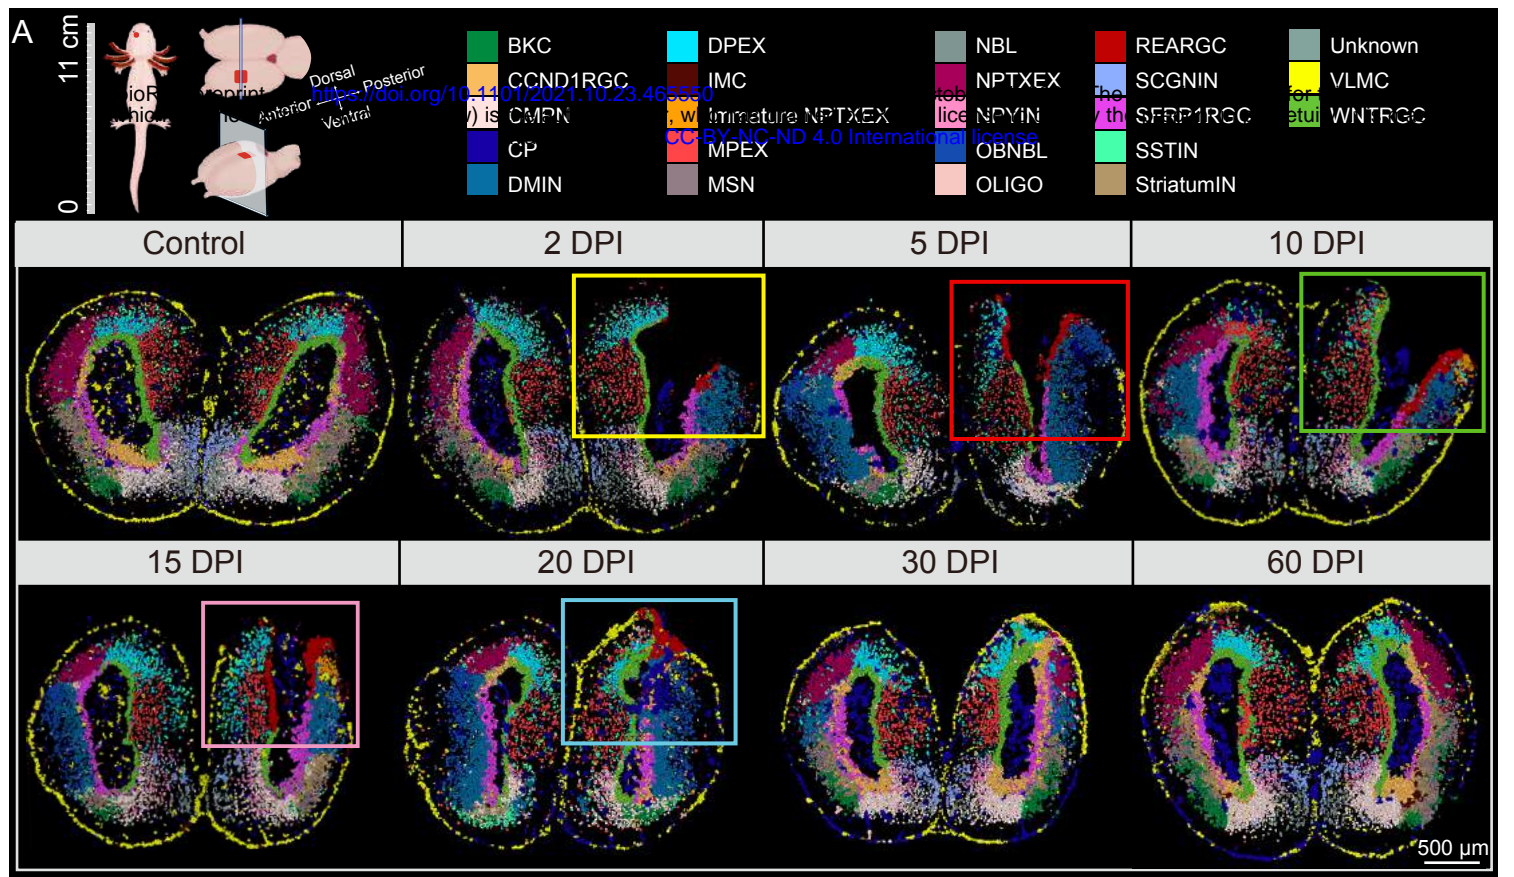 A
11 cm
0
Dorsal
Posterior
Anterior
Ventral
BKC
DPEX
NBL
REARGC
Unknown
CCND1RGC
IMC
NPTXEX
SCGNIN
VLMC
https://doi.org/10.1101/2021.10.23.465550
CMPN
Immature NPTXEX
NPYIN
SFRP1RGC
WNTRGC
CC-BY-NC-ND 4.0 International license
CP
MPEX
OBNBL
SSTIN
DMIN
MSN
OLIGO
StriatumIN
Control
2 DPI
5 DPI
10 DPI
15 DPI
20 DPI
30 DPI
60 DPI
500 µm